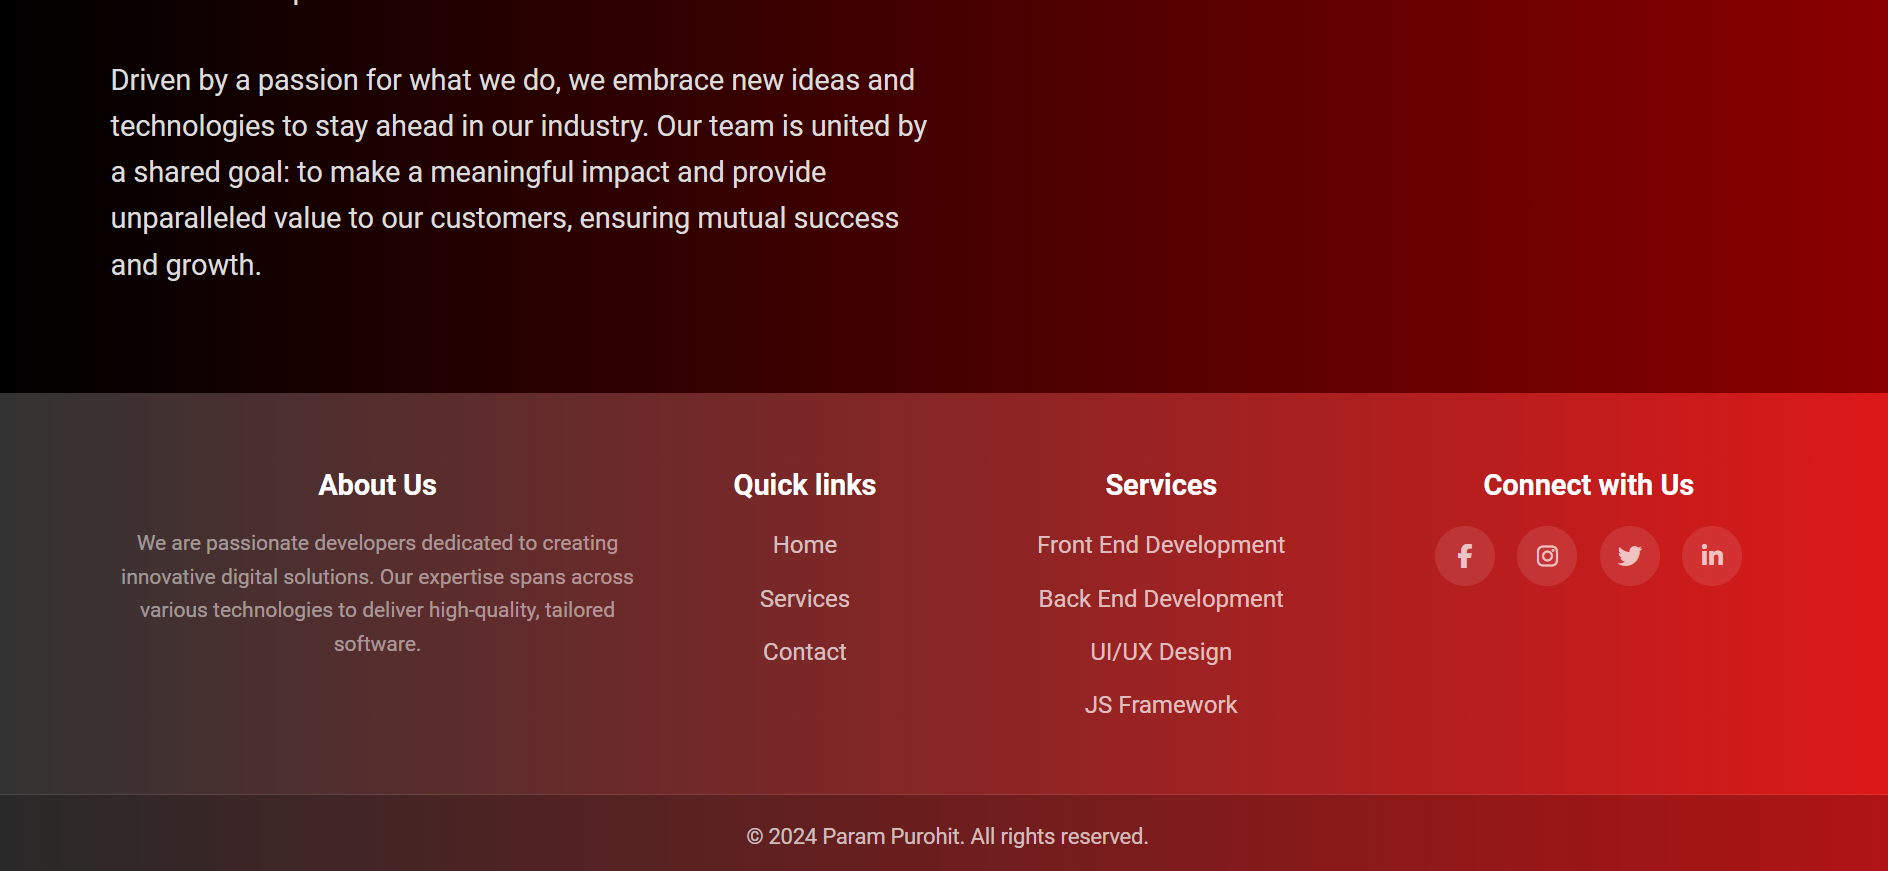 Driven by a passion for what we do, we embrace new ideas and
technologies to stay ahead in our industry. Our team is united by
a shared goal: to make a meaningful impact and provide
unparalleled value to our customers, ensuring mutual success
and growth.
About Us
We are passionate developers dedicated to creating
innovative digital solutions. Our expertise spans across
various technologies to deliver high-quality, tailored
software.
Quick links
Home
Services
Contact
Services
Front End Development
Back End Development
UI/UX Design
JS Framework
Connect with Us
© 2024 Param Purohit. All rights reserved.